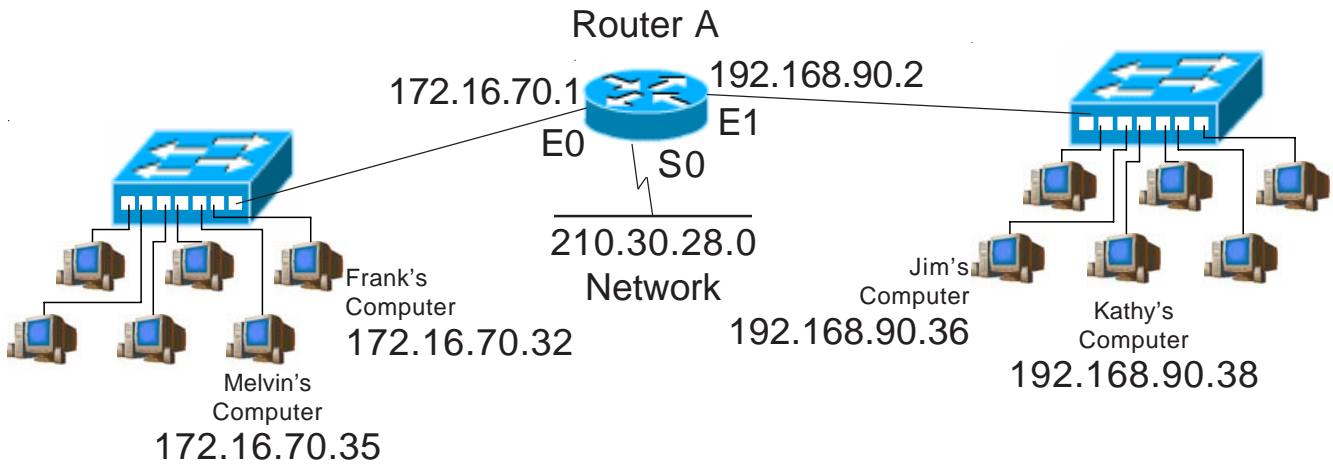 Router A
172.16.70.1
192.168.90.2
E0
E1
S0
210.30.28.0
Network
Frank's
Computer
172.16.70.32
Melvin's
Computer
172.16.70.35
Jim's
Computer
192.168.90.36
Kathy's
Computer
192.168.90.38